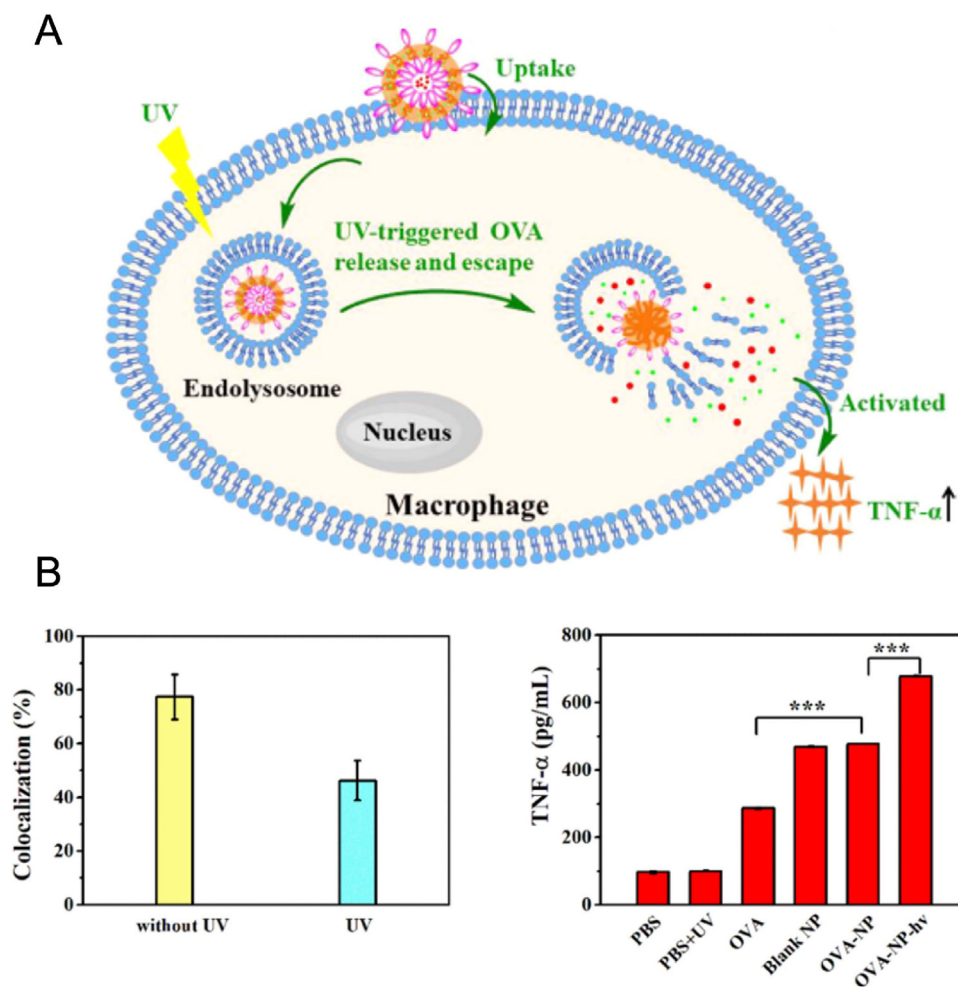 A
Uptake
UV
UV-triggered OVA
release and escape
Endolysosome
Nucleus
Activated
Macrophage
TNF-α↑
B
100
80
60
40
20
0
Colocalization (%)
without UV
UV
800
600
400
200
0
TNF-α (pg/mL)
***
***
PBS
PBS+UV
OVA
Blank NP
OVA-NP
OVA-NP-hv